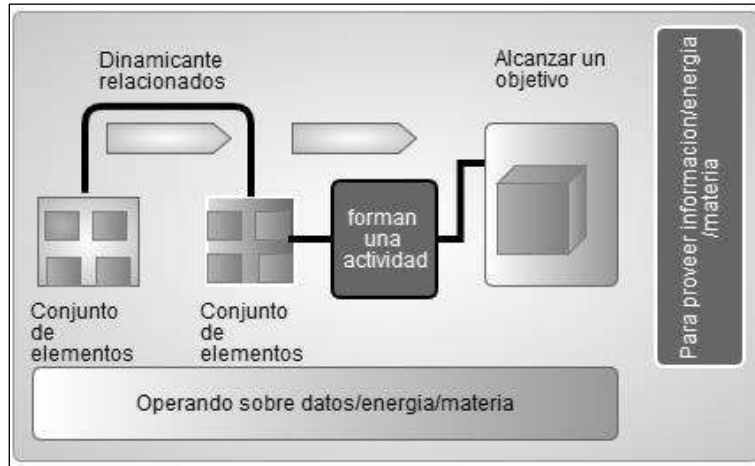 Dinamicante
relacionados
Alcanzar un
objetivo
forman
una
actividad
Conjunto
de
elementos
Conjunto
de
elementos
Operando sobre datos/energia/materia
Para proveer informacion/energia
/materia